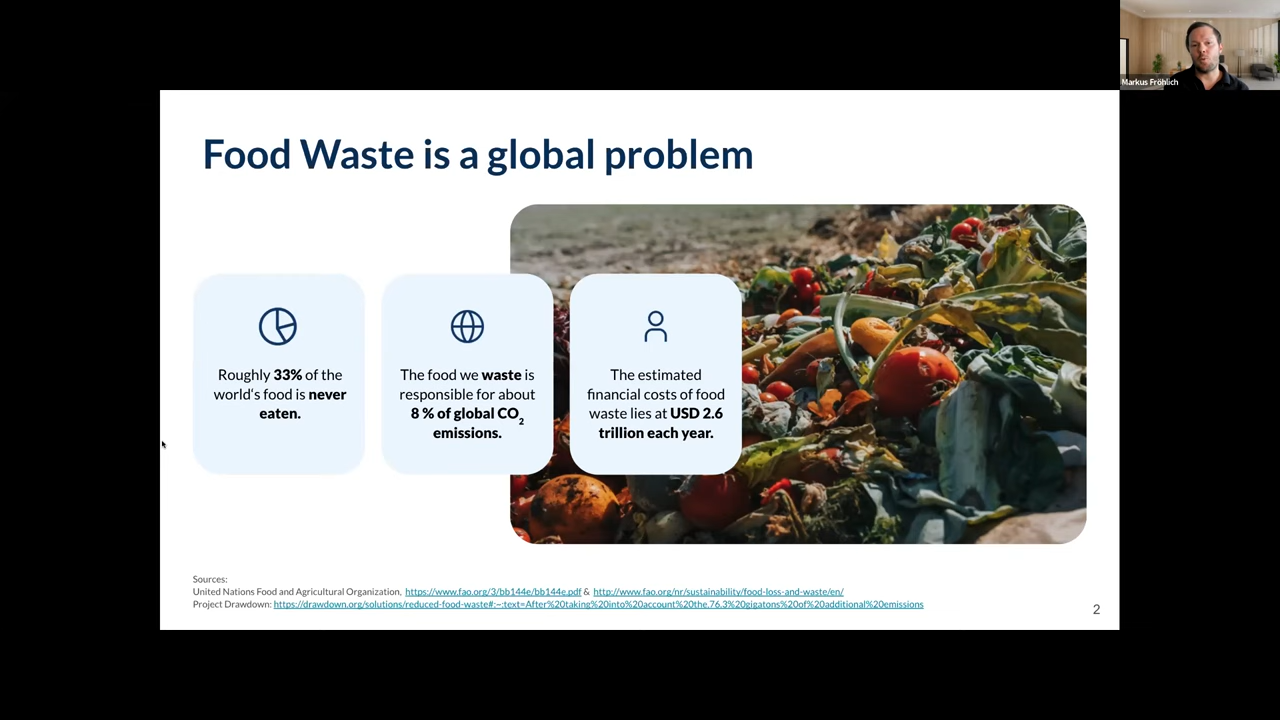 Markus Fröhlich
Food Waste is a global problem
Roughly 33% of the
world's food is never
eaten.
The food we waste is
responsible for about
8 % of global CO2
emissions.
The estimated
financial costs of food
waste lies at USD 2.6
trillion each year.
Sources:
United Nations Food and Agricultural Organization, https://www.fao.org/3/bb144e/bb144e.pdf & http://www.fao.org/nr/sustainability/food-loss-and-waste/en/
Project Drawdown: https://drawdown.org/solutions/reduced-food-waste#:~:text=After%20taking%20into%20account%20the,76.3%20gigatons%20of%20additional%20emissions
2